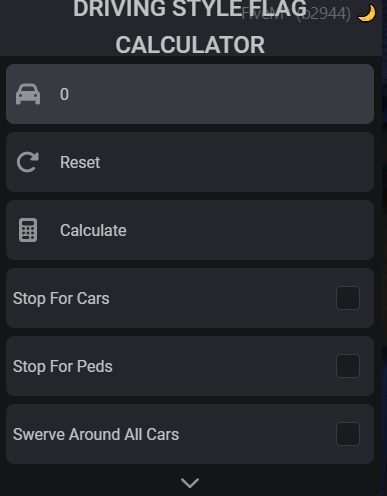 DRIVING STYLE FLAG
FiveM® (b2944)
CALCULATOR
0
Reset
Calculate
Stop For Cars
Stop For Peds
Swerve Around All Cars